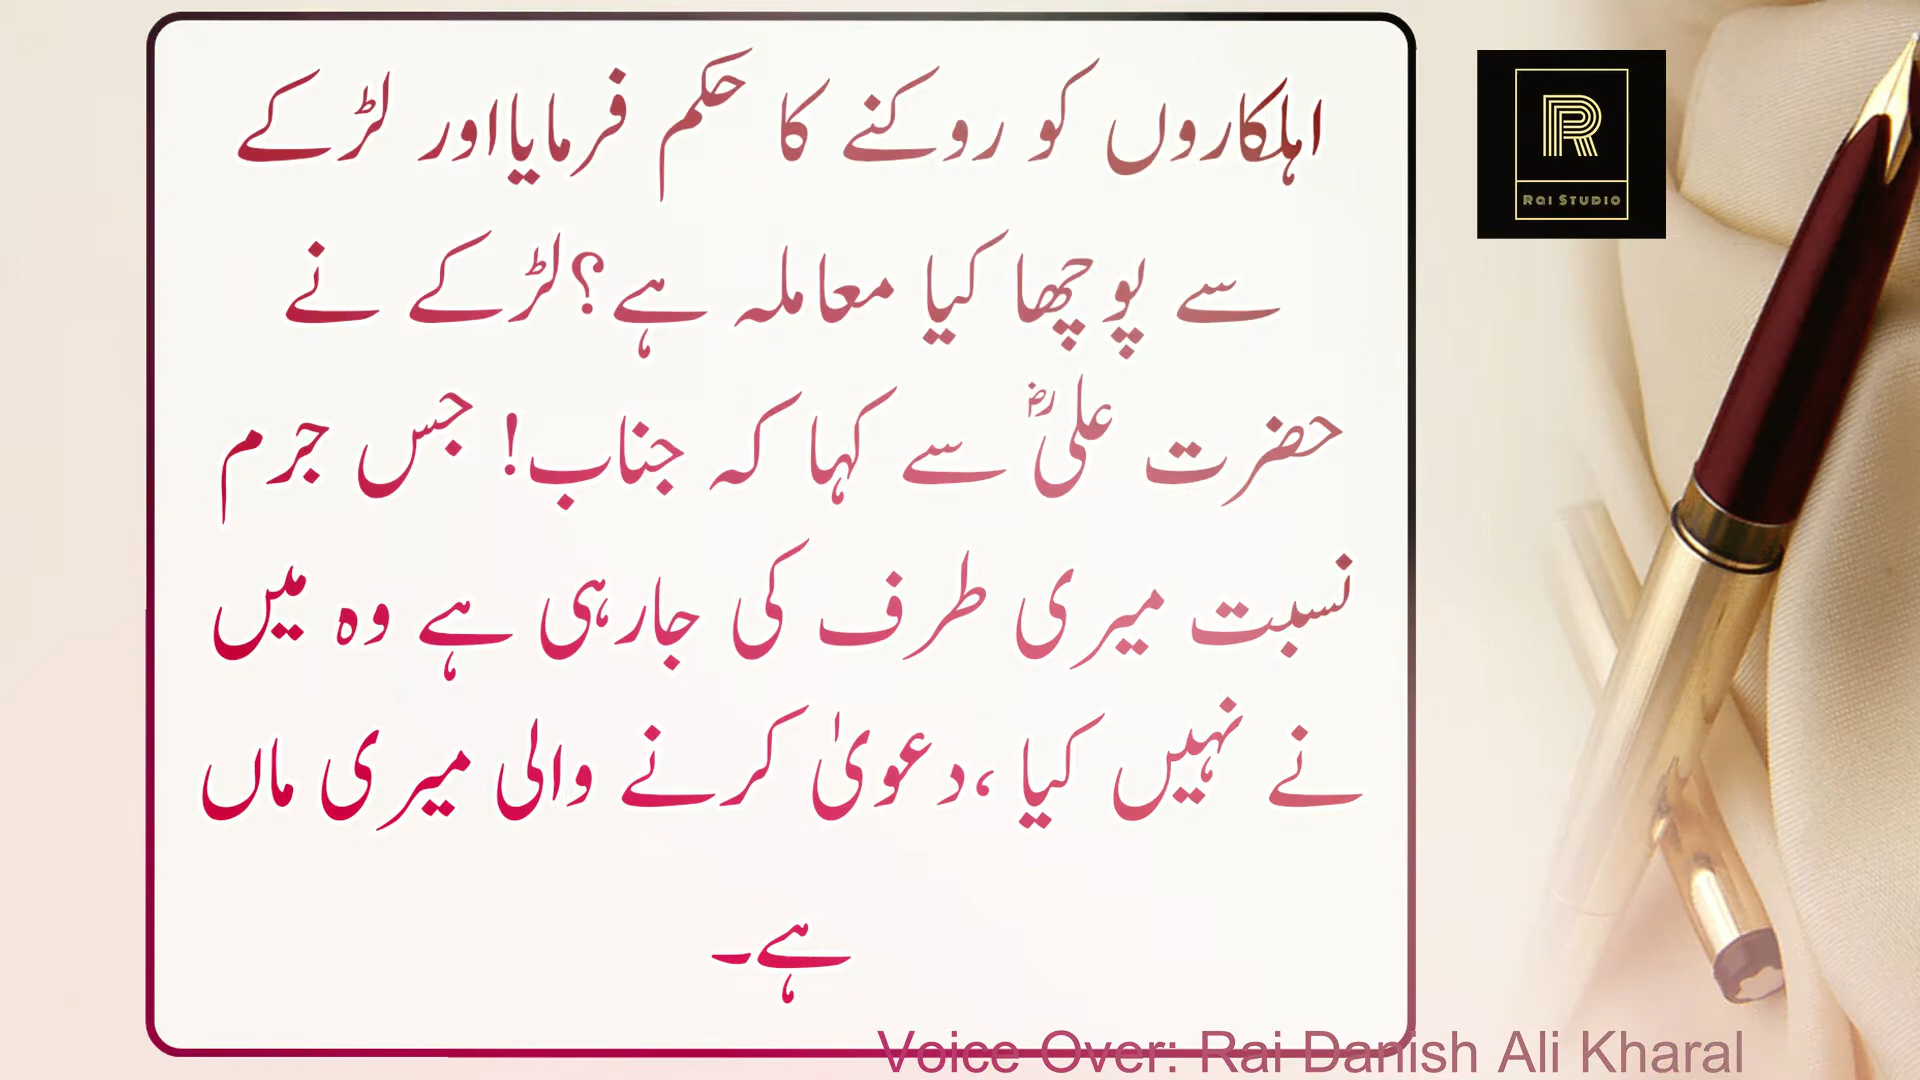 اہلکاروں کو روکنے کا حکم فرمایااور لڑکے
سے پوچھا کیا معاملہ ہے؟لڑکے نے
حضرت علیؓ سے کہا کہ جناب! جس جرم
نسبت میری طرف کی جارہی ہے وہ میں
نے نہیں کیا ،دعویٰ کرنے والی میری ماں
ہے۔
R
Rai Studio
Voice Over: Rai Danish Ali Kharal